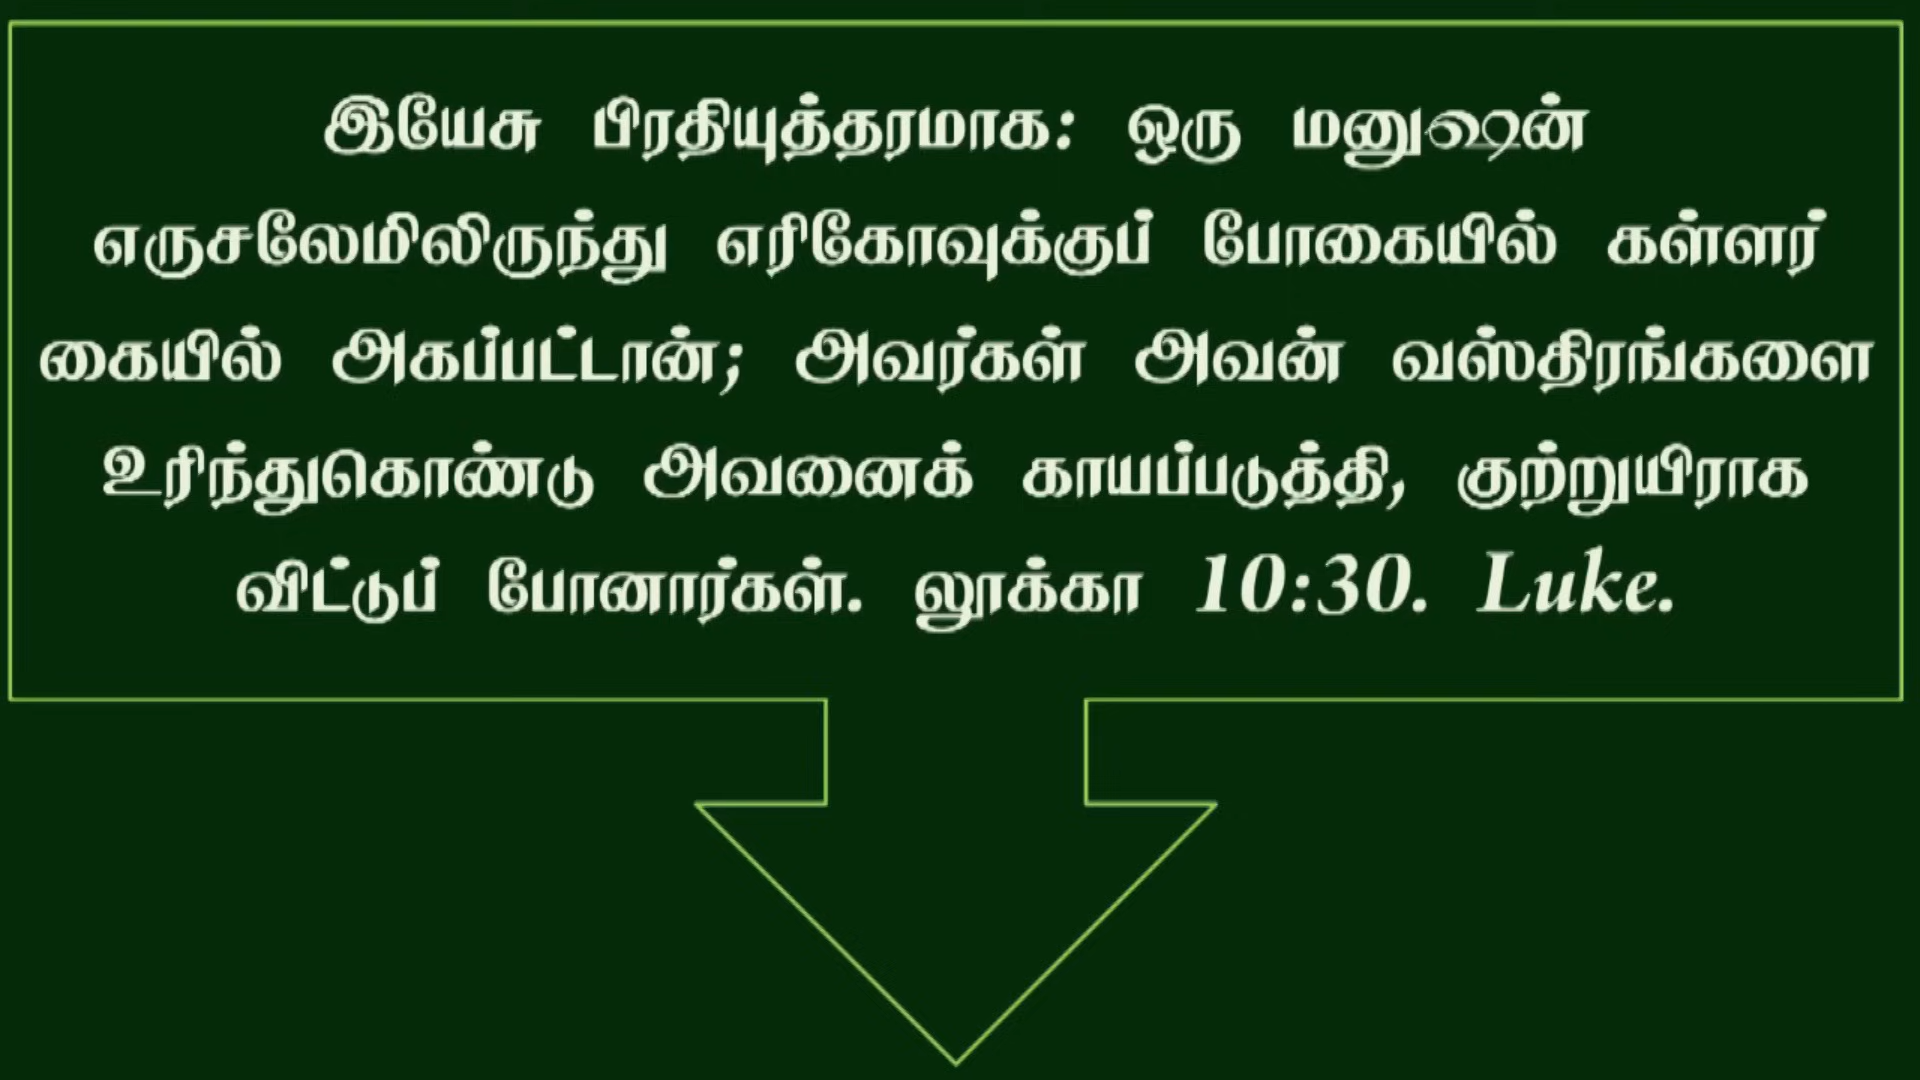 இயேசு பிரதியுத்தரமாக: ஒரு மனுஷன்
எருசலேமிலிருந்து எரிகோவுக்குப் போகையில் கள்ளர்
கையில் அகப்பட்டான்; அவர்கள் அவன் வஸ்திரங்களை
உரிந்துகொண்டு அவனைக் காயப்படுத்தி, குற்றுயிராக
விட்டுப் போனார்கள். லூக்கா 10:30. Luke.